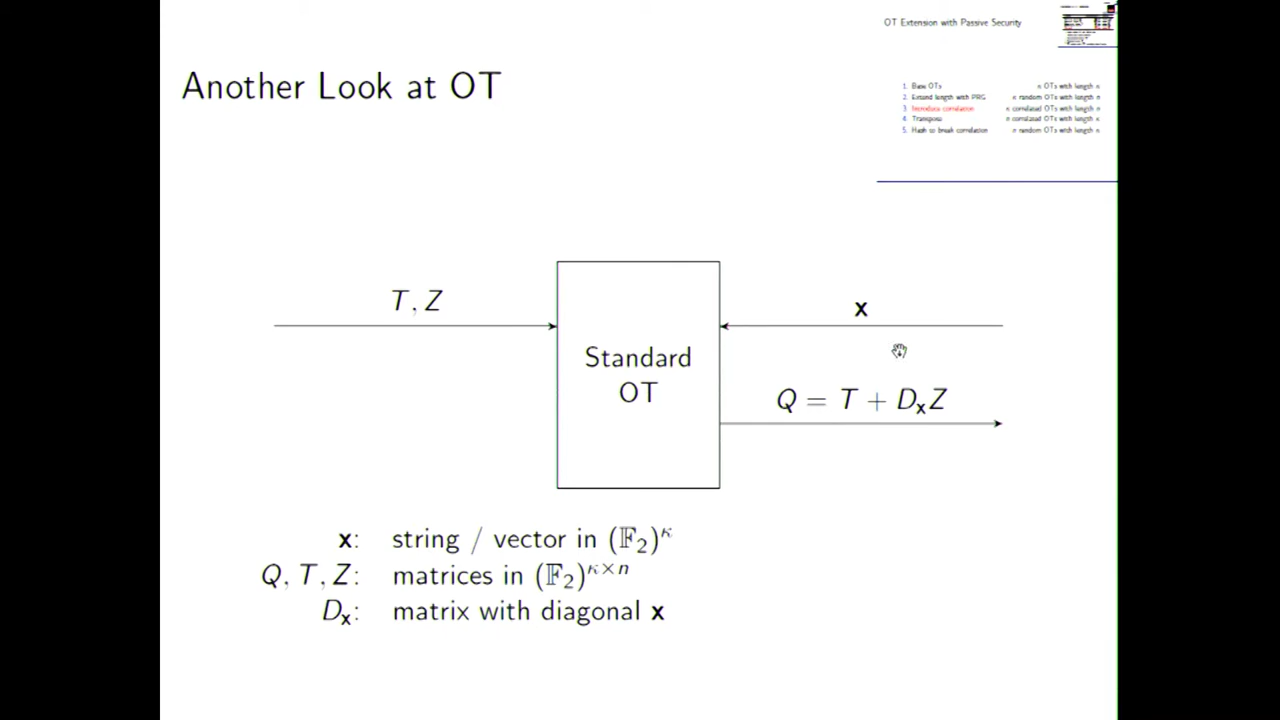 OT Extension with Passive Security
Another Look at OT
1. Base OTs κ OTs with length κ
2. Extend length with PRG κ random OTs with length n
3. Introduce correlation κ correlated OTs with length n
4. Transpose n correlated OTs with length κ
5. Hash to break correlation n random OTs with length κ
T, Z
x
Standard
OT
Q = T + DₓZ
x: string / vector in (𝔽₂)^κ
Q, T, Z: matrices in (𝔽₂)^κ×n
Dₓ: matrix with diagonal x